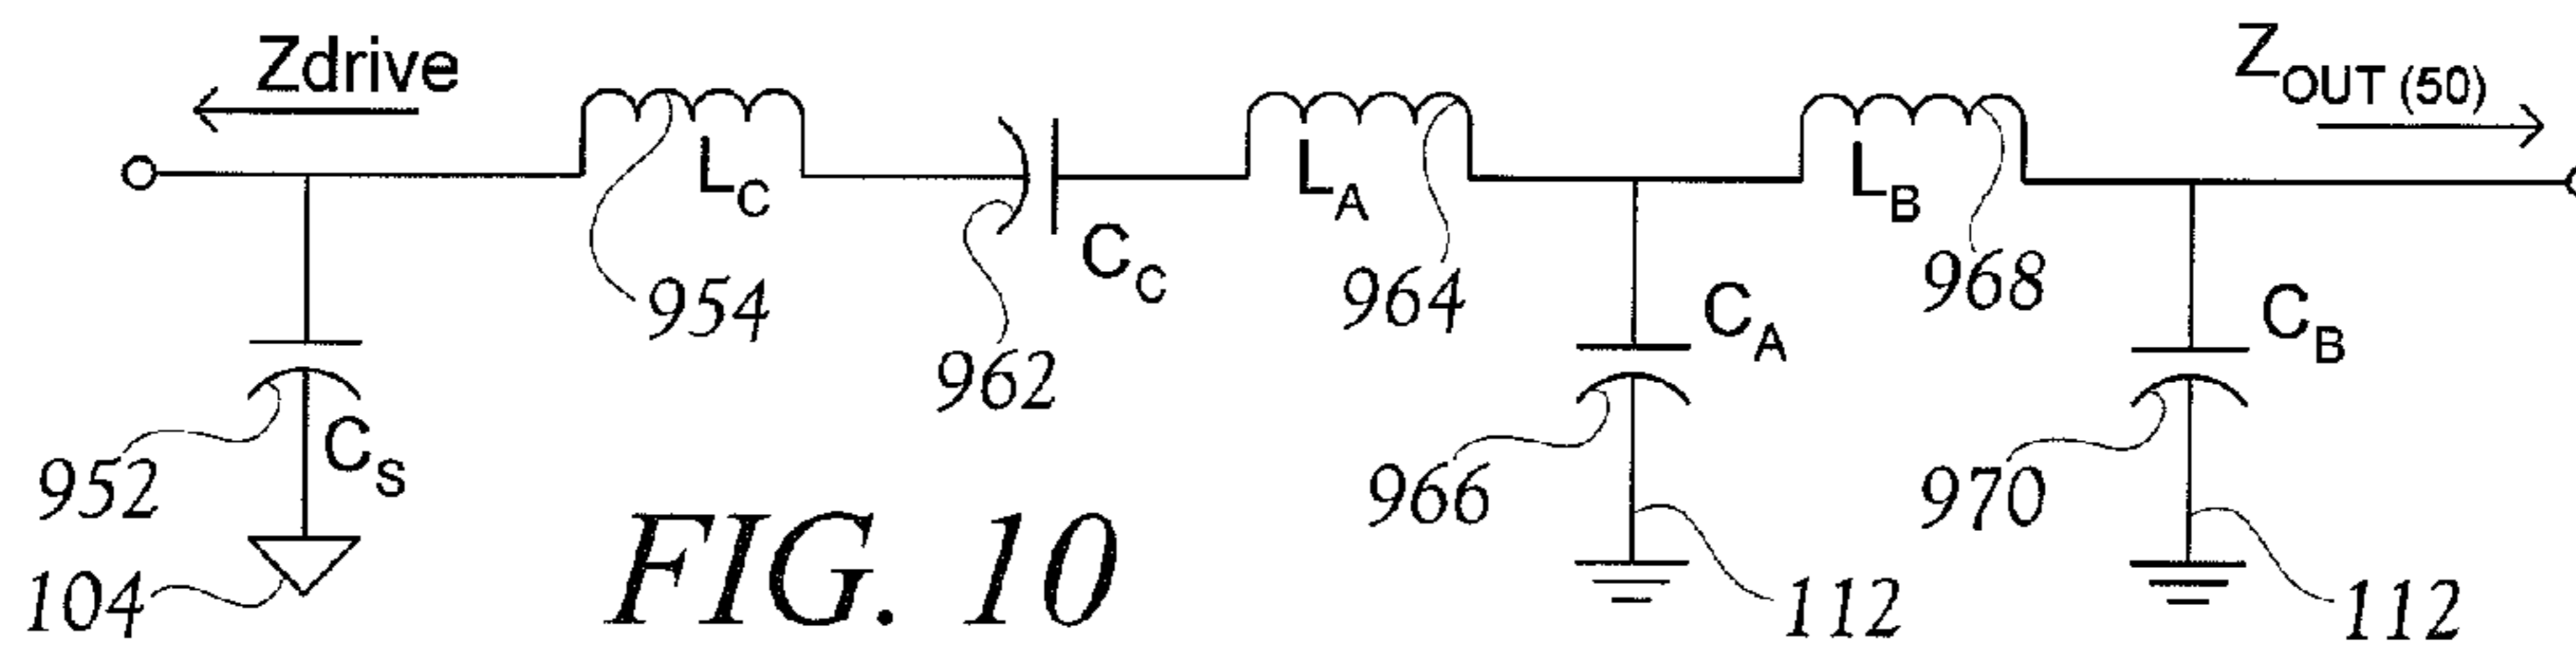 Zdrive
ZOUT (50)
LC
LA
LB
954
CC
964
968
962
CA
CB
952
CS
966
970
104
FIG. 10
112
112